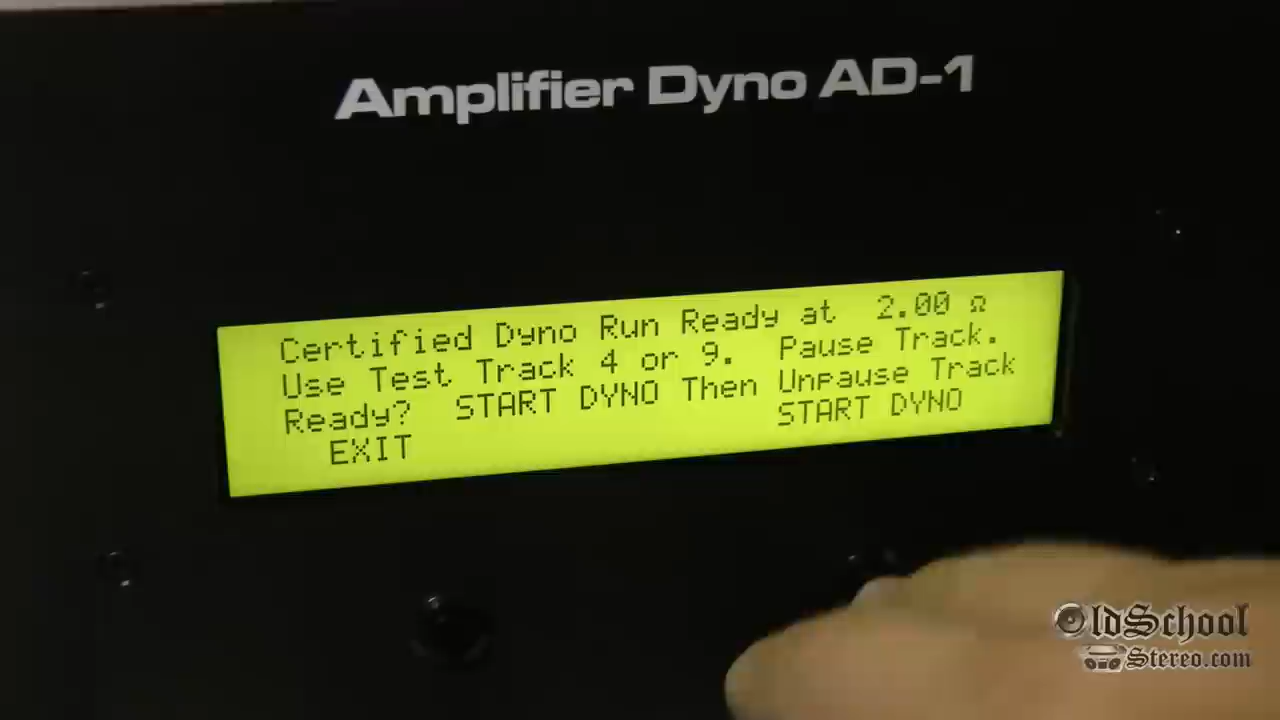 Amplifier Dyno AD-1
Certified Dyno Run Ready at 2.00 Ω
Use Test Track 4 or 9. Pause Track.
Ready? START DYNO Then Unpause Track
EXIT START DYNO
OldSchool
Stereo.com